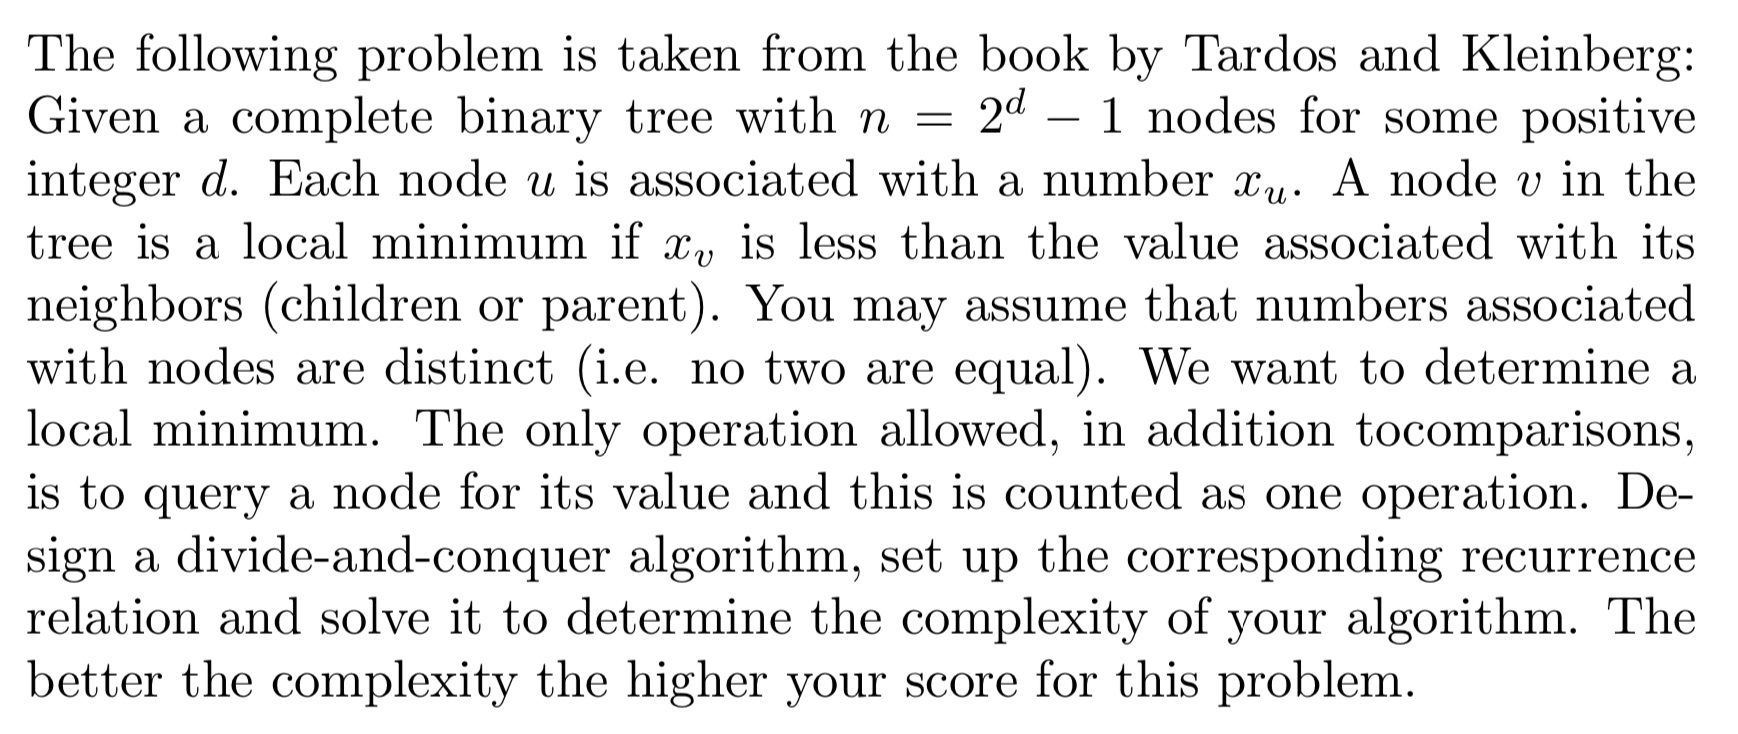 The following problem is taken from the book by Tardos and Kleinberg:
Given a complete binary tree with n = 2^d − 1 nodes for some positive
integer d. Each node u is associated with a number x_u. A node v in the
tree is a local minimum if x_v is less than the value associated with its
neighbors (children or parent). You may assume that numbers associated
with nodes are distinct (i.e. no two are equal). We want to determine a
local minimum. The only operation allowed, in addition tocomparisons,
is to query a node for its value and this is counted as one operation. De-
sign a divide-and-conquer algorithm, set up the corresponding recurrence
relation and solve it to determine the complexity of your algorithm. The
better the complexity the higher your score for this problem.